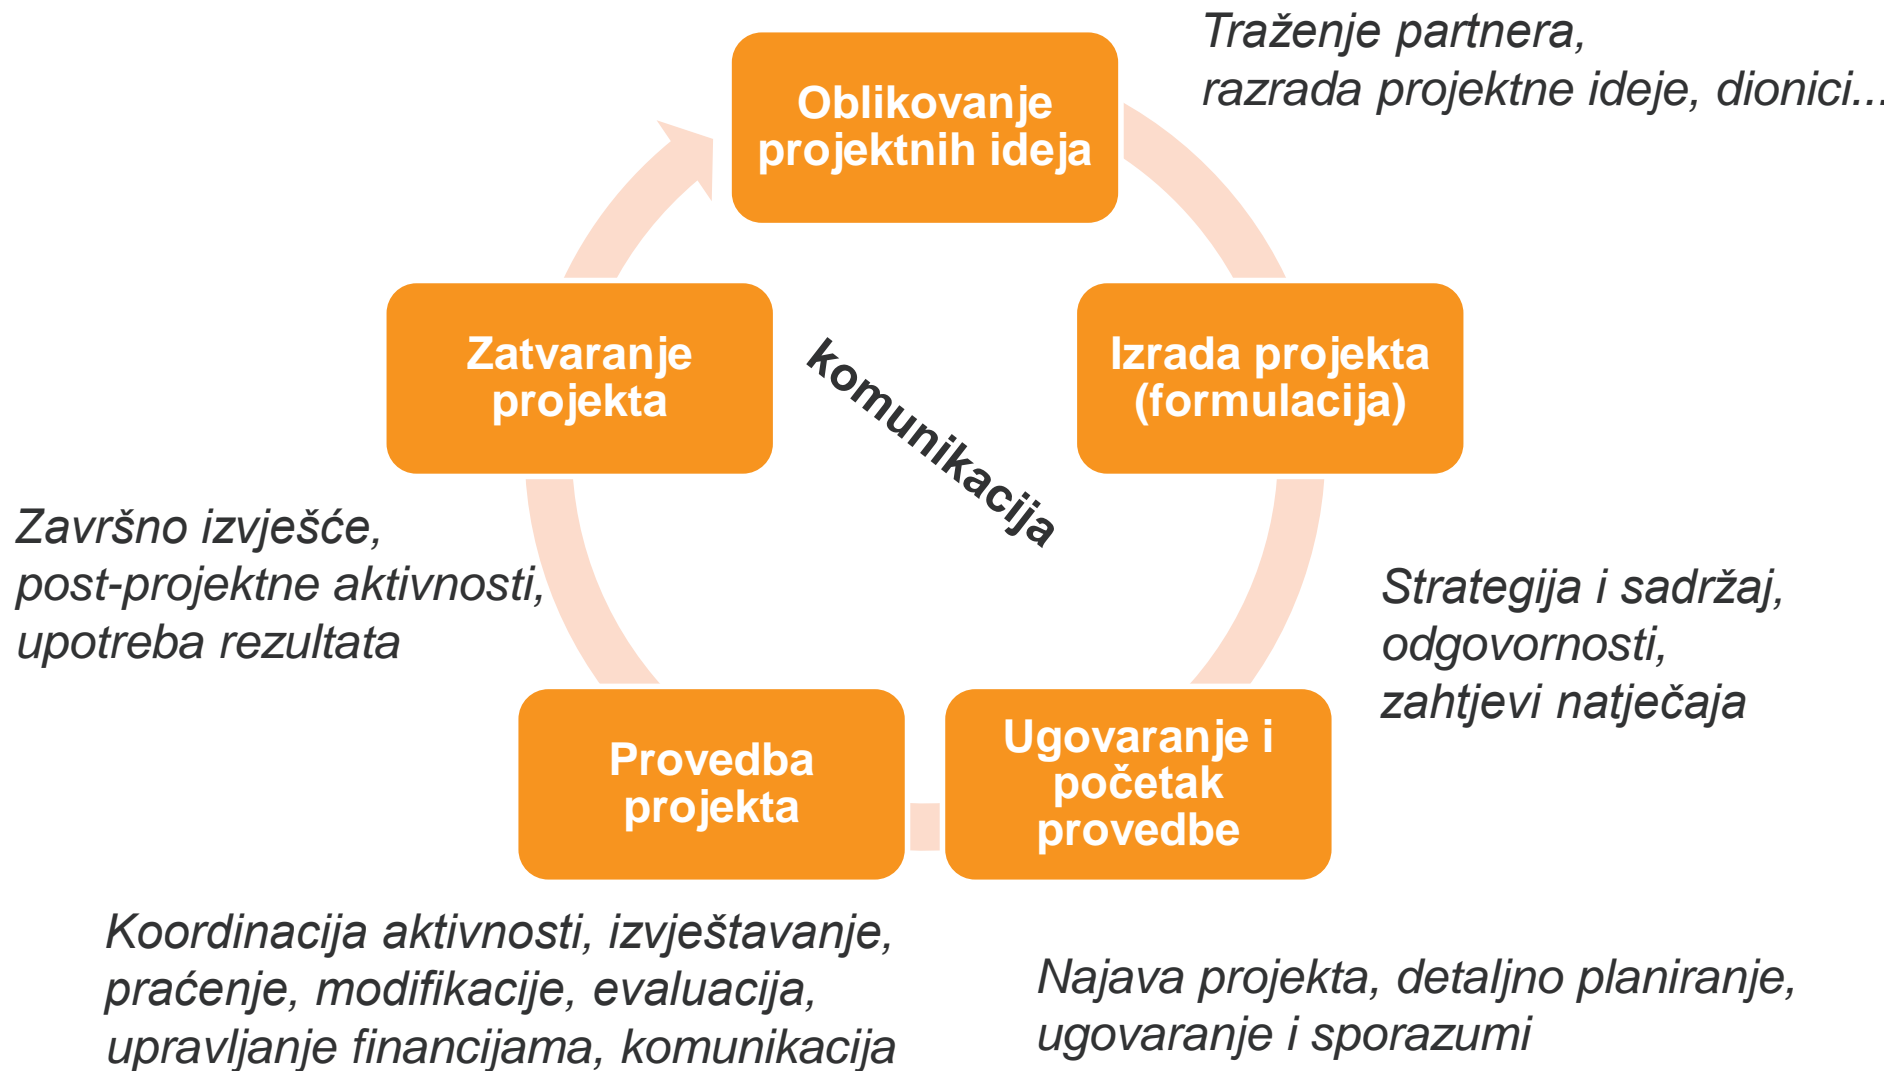 Traženje partnera,
razrada projektne ideje, dionici...
Oblikovanje
projektnih ideja
Izrada projekta
(formulacija)
Strategija i sadržaj,
odgovornosti,
zahtjevi natječaja
Ugovaranje i
početak
provedbe
Najava projekta, detaljno planiranje,
ugovaranje i sporazumi
Provedba
projekta
Koordinacija aktivnosti, izvještavanje,
praćenje, modifikacije, evaluacija,
upravljanje financijama, komunikacija
Zatvaranje
projekta
Završno izvješće,
post-projektne aktivnosti,
upotreba rezultata
komunikacija